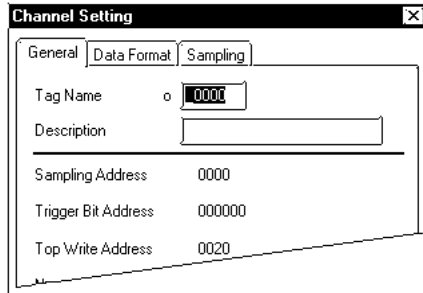 Channel Setting
General Data Format Sampling
Tag Name o 0000
Description
Sampling Address 0000
Trigger Bit Address 000000
Top Write Address 0020